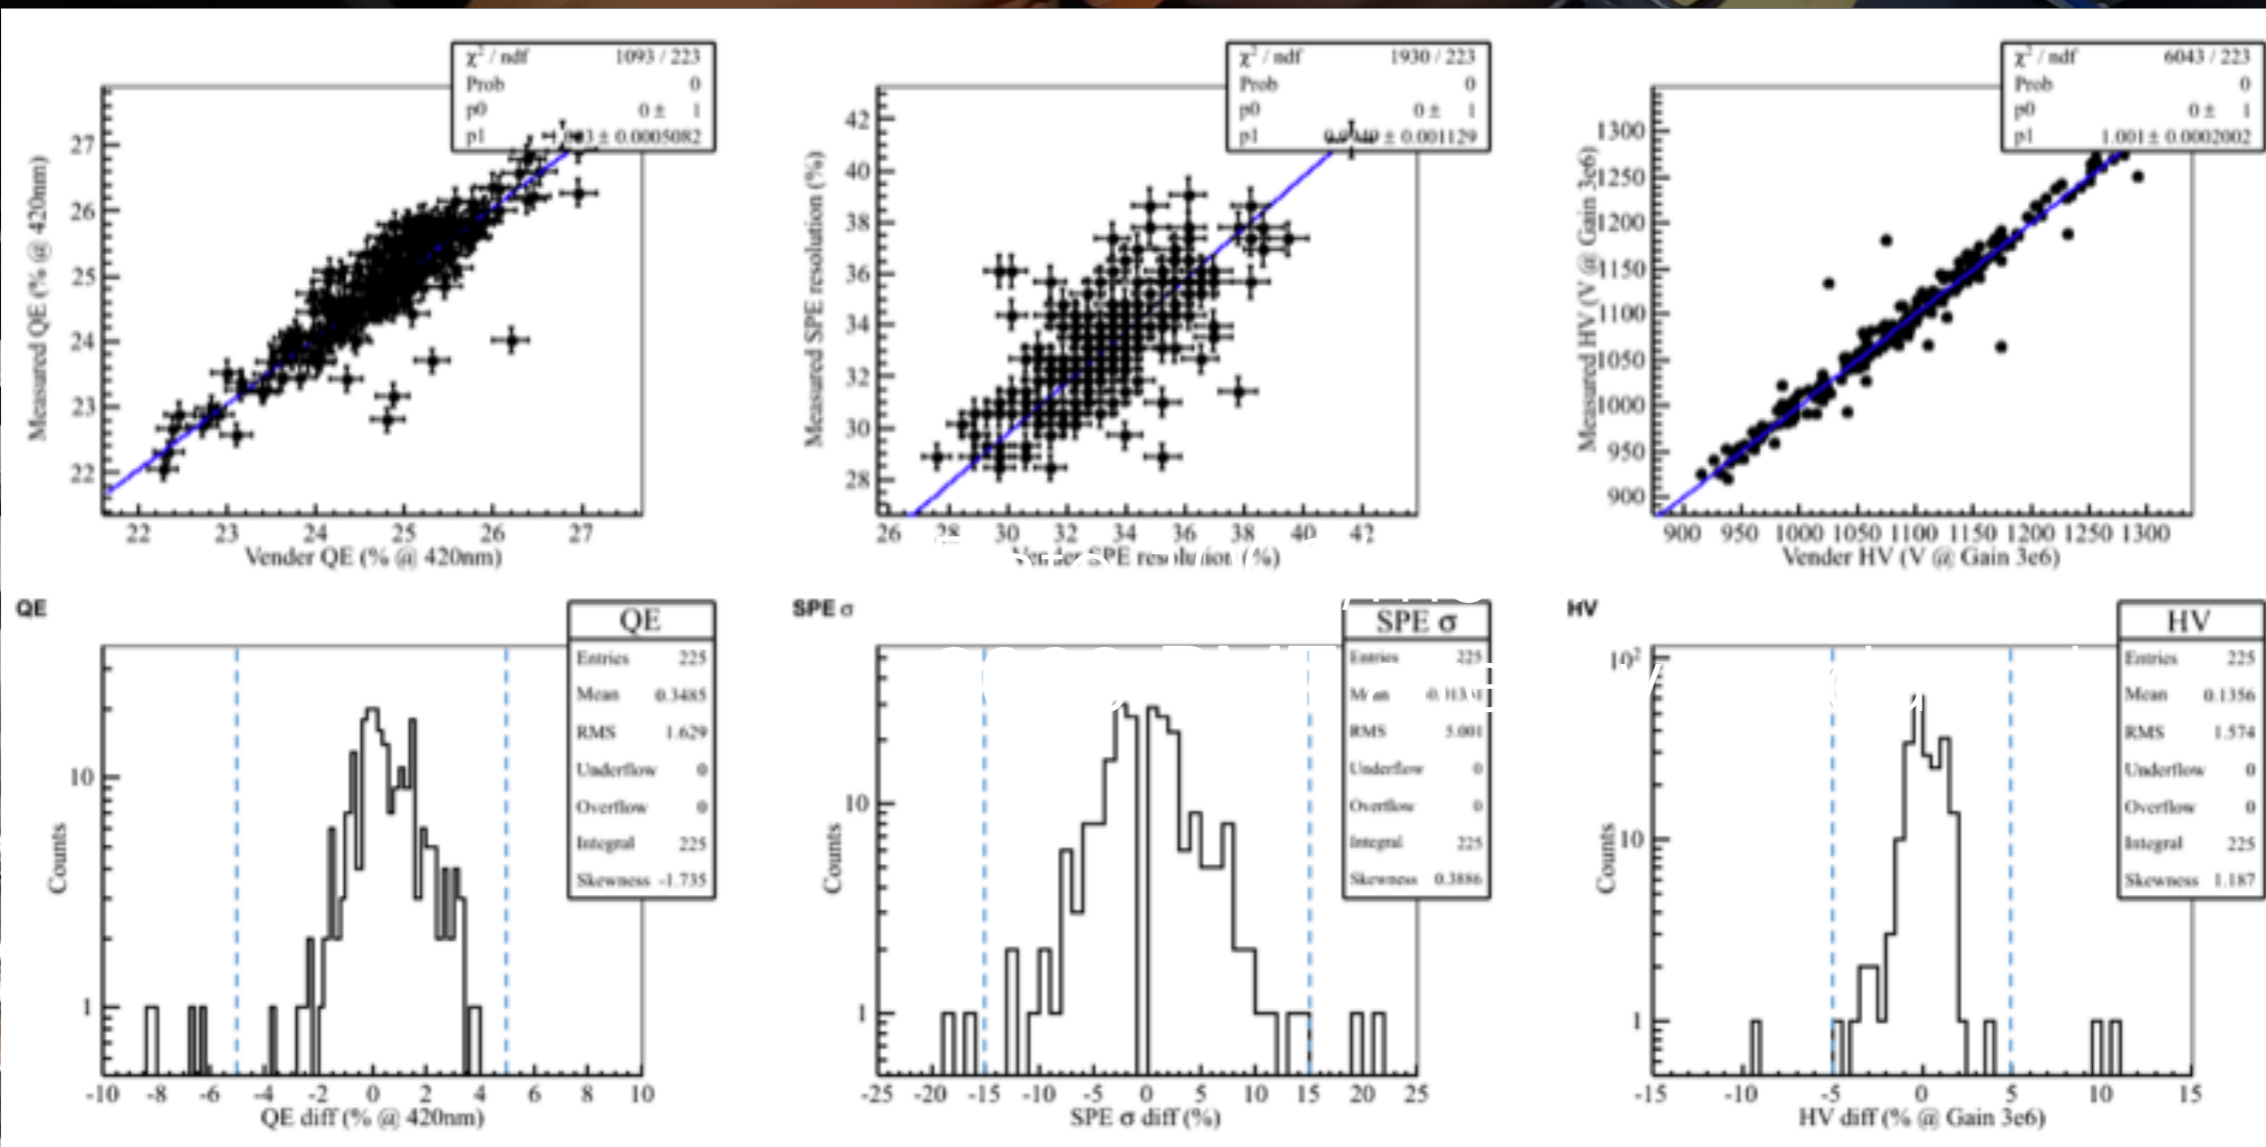 χ² / ndf 1093 / 223
Prob 0
p0 0 ± 1
p1 ± 0.0005082
27
26
25
24
23
22
Measured QE (% @ 420nm)
22 23 24 25 26 27
Vender QE (% @ 420nm)
χ² / ndf 1930 / 223
Prob 0
p0 0 ± 1
p1 ± 0.001129
42
40
38
36
34
32
30
28
Measured SPE resolution (%)
26 28 30 32 34 36 38 40 42
Vender SPE resolution (%)
χ² / ndf 6043 / 223
Prob 0
p0 0 ± 1
p1 1.001 ± 0.0002002
1300
1250
1200
1150
1100
1050
1000
950
900
Measured HV (V @ Gain 3e6)
900 950 1000 1050 1100 1150 1200 1250 1300
Vender HV (V @ Gain 3e6)
QE
QE
Entries 225
Mean 0.3485
RMS 1.629
Underflow 0
Overflow 0
Integral 225
Skewness -1.735
10
1
Counts
-10 -8 -6 -4 -2 0 2 4 6 8 10
QE diff (% @ 420nm)
SPE σ
SPE σ
Entries 225
Mean
RMS 5.001
Underflow 0
Overflow 0
Integral 225
Skewness 0.3886
10
1
Counts
-25 -20 -15 -10 -5 0 5 10 15 20 25
SPE σ diff (%)
HV
HV
Entries 225
Mean 0.1356
RMS 1.574
Underflow 0
Overflow 0
Integral 225
Skewness 1.187
10²
10
1
Counts
-15 -10 -5 0 5 10 15
HV diff (% @ Gain 3e6)